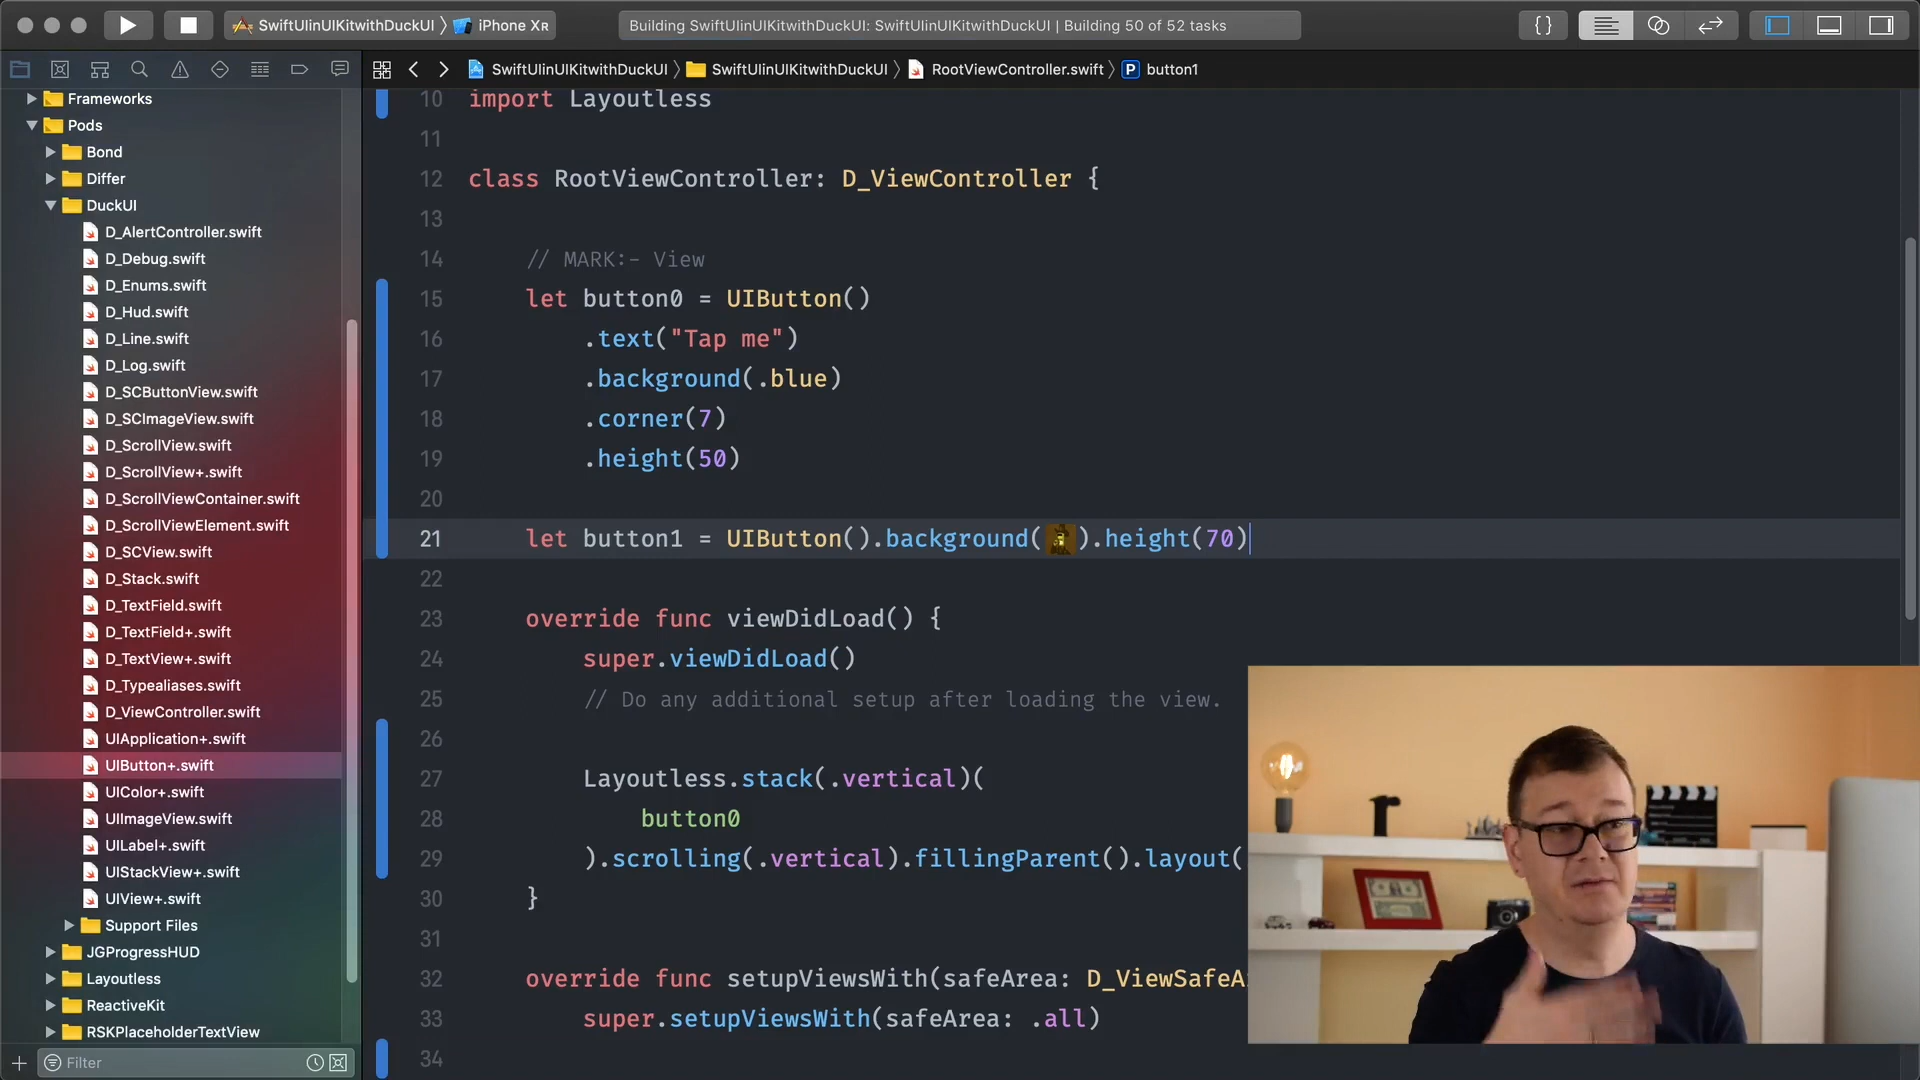 SwiftUIinUIKitwithDuckUI
iPhone XR
Building SwiftUIinUIKitwithDuckUI: SwiftUIinUIKitwithDuckUI | Building 50 of 52 tasks
{}
SwiftUIinUIKitwithDuckUI
SwiftUIinUIKitwithDuckUI
RootViewController.swift
P
button1
Frameworks
Pods
Bond
Differ
DuckUI
D_AlertController.swift
D_Debug.swift
D_Enums.swift
D_Hud.swift
D_Line.swift
D_Log.swift
D_SCButtonView.swift
D_SCImageView.swift
D_ScrollView.swift
D_ScrollView+.swift
D_ScrollViewContainer.swift
D_ScrollViewElement.swift
D_SCView.swift
D_Stack.swift
D_TextField.swift
D_TextField+.swift
D_TextView+.swift
D_Typealiases.swift
D_ViewController.swift
UIApplication+.swift
UIButton+.swift
UIColor+.swift
UIImageView.swift
UILabel+.swift
UIStackView+.swift
UIView+.swift
Support Files
JGProgressHUD
Layoutless
ReactiveKit
RSKPlaceholderTextView
Filter
10 import Layoutless
11
12 class RootViewController: D_ViewController {
13
14 // MARK:- View
15 let button0 = UIButton()
16 .text("Tap me")
17 .background(.blue)
18 .corner(7)
19 .height(50)
20
21 let button1 = UIButton().background( ).height(70)
22
23 override func viewDidLoad() {
24 super.viewDidLoad()
25 // Do any additional setup after loading the view.
26
27 Layoutless.stack(.vertical)(
28 button0
29 ).scrolling(.vertical).fillingParent().layout(
30 }
31
32 override func setupViewsWith(safeArea: D_ViewSafeA
33 super.setupViewsWith(safeArea: .all)
34